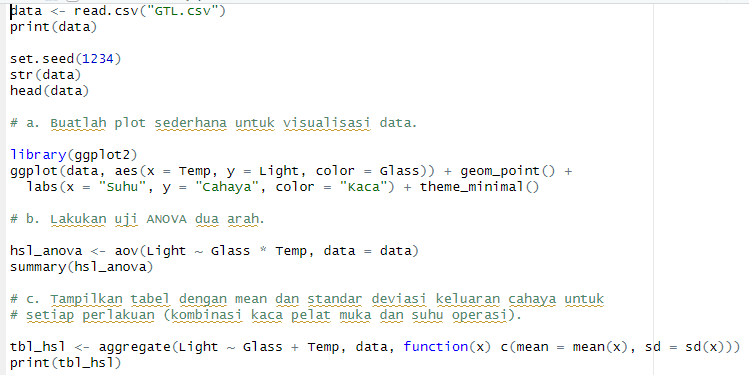 data <- read.csv("GTL.csv")
print(data)
set.seed(1234)
str(data)
head(data)
# a. Buatlah plot sederhana untuk visualisasi data.
library(ggplot2)
ggplot(data, aes(x = Temp, y = Light, color = Glass)) + geom_point() +
  labs(x = "Suhu", y = "Cahaya", color = "Kaca") + theme_minimal()
# b. Lakukan uji ANOVA dua arah.
hsl_anova <- aov(Light ~ Glass * Temp, data = data)
summary(hsl_anova)
# c. Tampilkan tabel dengan mean dan standar deviasi keluaran cahaya untuk
# setiap perlakuan (kombinasi kaca pelat muka dan suhu operasi).
tbl_hsl <- aggregate(Light ~ Glass + Temp, data, function(x) c(mean = mean(x), sd = sd(x)))
print(tbl_hsl)